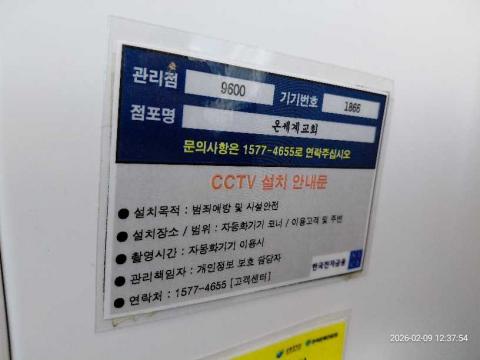 관리점 9600 기기번호 1866
점포명 온세계교회
문의사항은 1577-4655로 연락주십시오
CCTV 설치 안내문
● 설치목적 : 범죄예방 및 시설안전
● 설치장소 / 범위 : 자동화기기 코너 / 이용고객 및 주변
● 촬영시간 : 자동화기기 이용시
● 관리책임자 : 개인정보 보호 담당자
● 연락처 : 1577-4655 [고객센터]
한국전자금융
2026-02-09 12:37:54